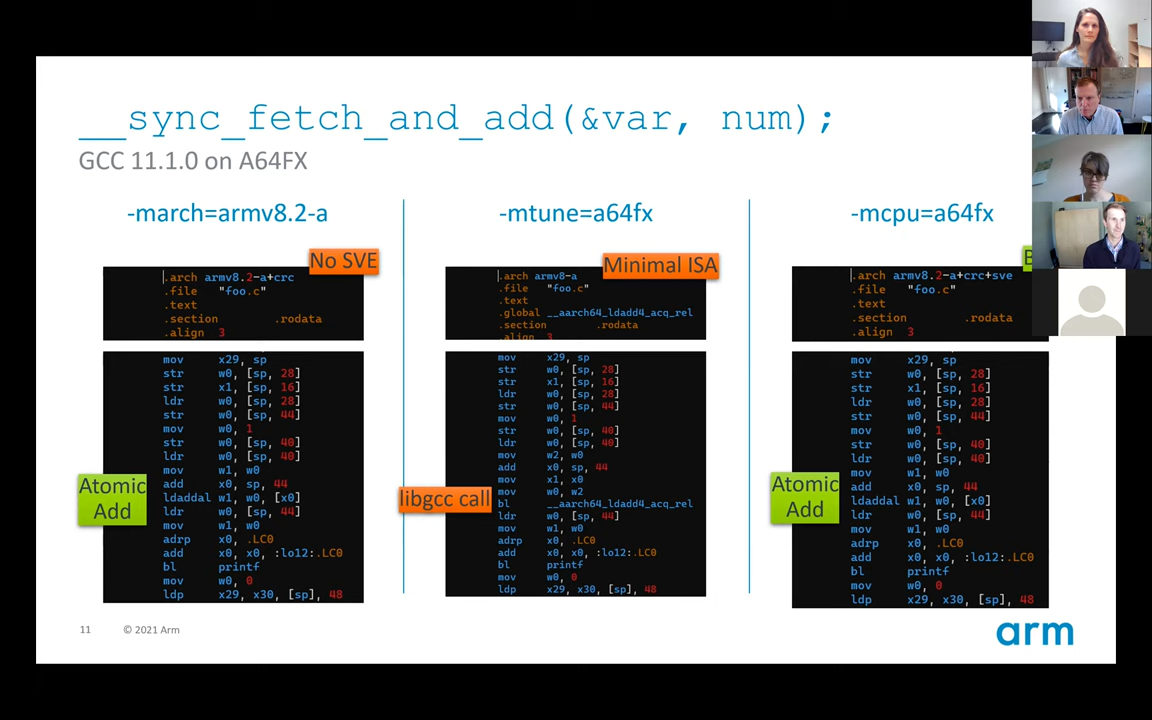 __sync_fetch_and_add(&var, num);
GCC 11.1.0 on A64FX
-march=armv8.2-a
No SVE
.arch armv8.2-a+crc
.file "foo.c"
.text
.section .rodata
.align 3
mov x29, sp
str w0, [sp, 28]
str x1, [sp, 16]
ldr w0, [sp, 28]
str w0, [sp, 44]
mov w0, 1
str w0, [sp, 40]
ldr w0, [sp, 40]
mov w1, w0
add x0, sp, 44
ldaddal w1, w0, [x0]
ldr w0, [sp, 44]
mov w1, w0
adrp x0, .LC0
add x0, x0, :lo12:.LC0
bl printf
mov w0, 0
ldp x29, x30, [sp], 48
Atomic
Add
-mtune=a64fx
Minimal ISA
.arch armv8-a
.file "foo.c"
.text
.global __aarch64_ldadd4_acq_rel
.section .rodata
.align 3
mov x29, sp
str w0, [sp, 28]
str x1, [sp, 16]
ldr w0, [sp, 28]
str w0, [sp, 44]
mov w0, 1
str w0, [sp, 40]
ldr w0, [sp, 40]
mov w2, w0
add x0, sp, 44
mov x1, x0
mov w0, w2
bl __aarch64_ldadd4_acq_rel
ldr w0, [sp, 44]
mov w1, w0
adrp x0, .LC0
add x0, x0, :lo12:.LC0
bl printf
mov w0, 0
ldp x29, x30, [sp], 48
libgcc call
-mcpu=a64fx
.arch armv8.2-a+crc+sve
.file "foo.c"
.text
.section .rodata
.align 3
mov x29, sp
str w0, [sp, 28]
str x1, [sp, 16]
ldr w0, [sp, 28]
str w0, [sp, 44]
mov w0, 1
str w0, [sp, 40]
ldr w0, [sp, 40]
mov w1, w0
add x0, sp, 44
ldaddal w1, w0, [x0]
ldr w0, [sp, 44]
mov w1, w0
adrp x0, .LC0
add x0, x0, :lo12:.LC0
bl printf
mov w0, 0
ldp x29, x30, [sp], 48
Atomic
Add
11 © 2021 Arm
arm